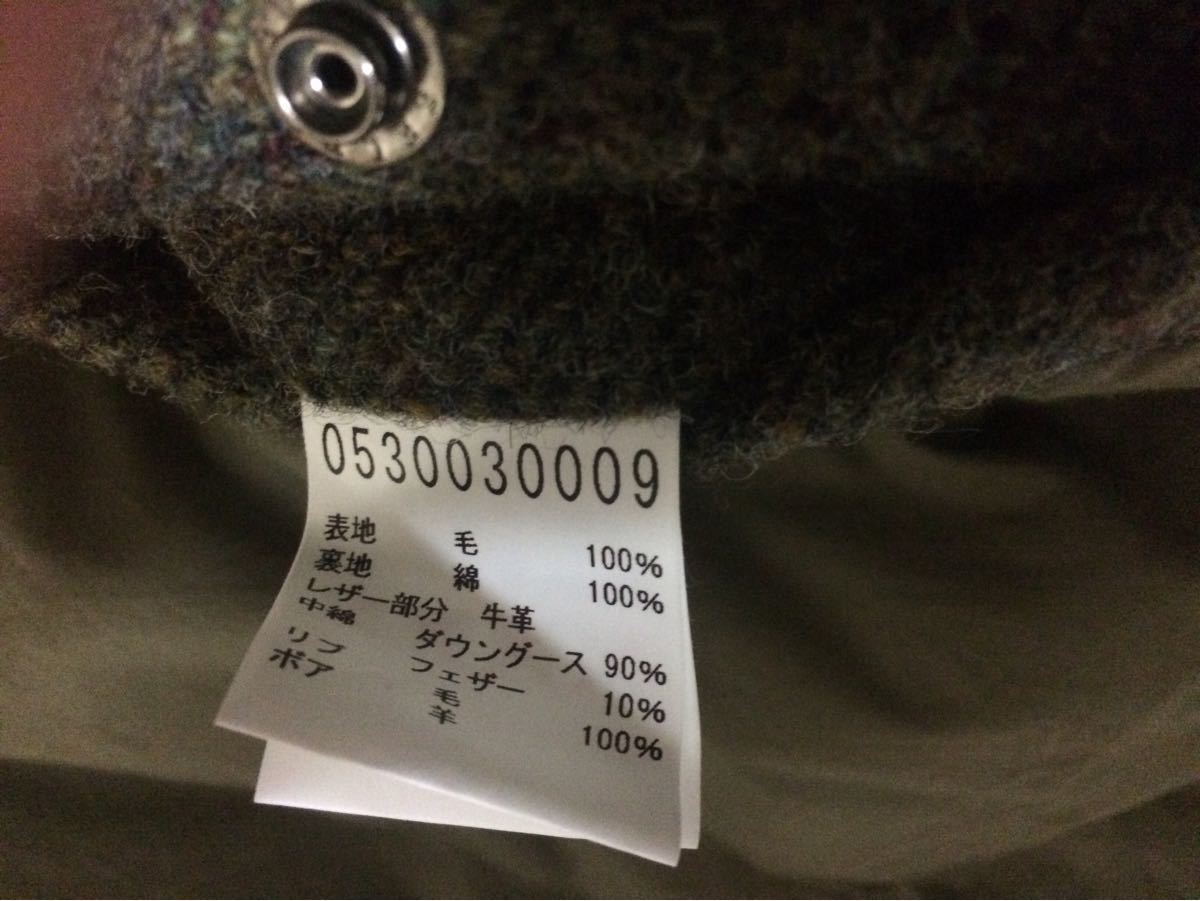 0530030009
表地 毛 100%
裏地 綿 100%
レザー部分 牛革
中綿 ダウングース 90%
フェザー 10%
リブ 毛 100%
ボア 羊